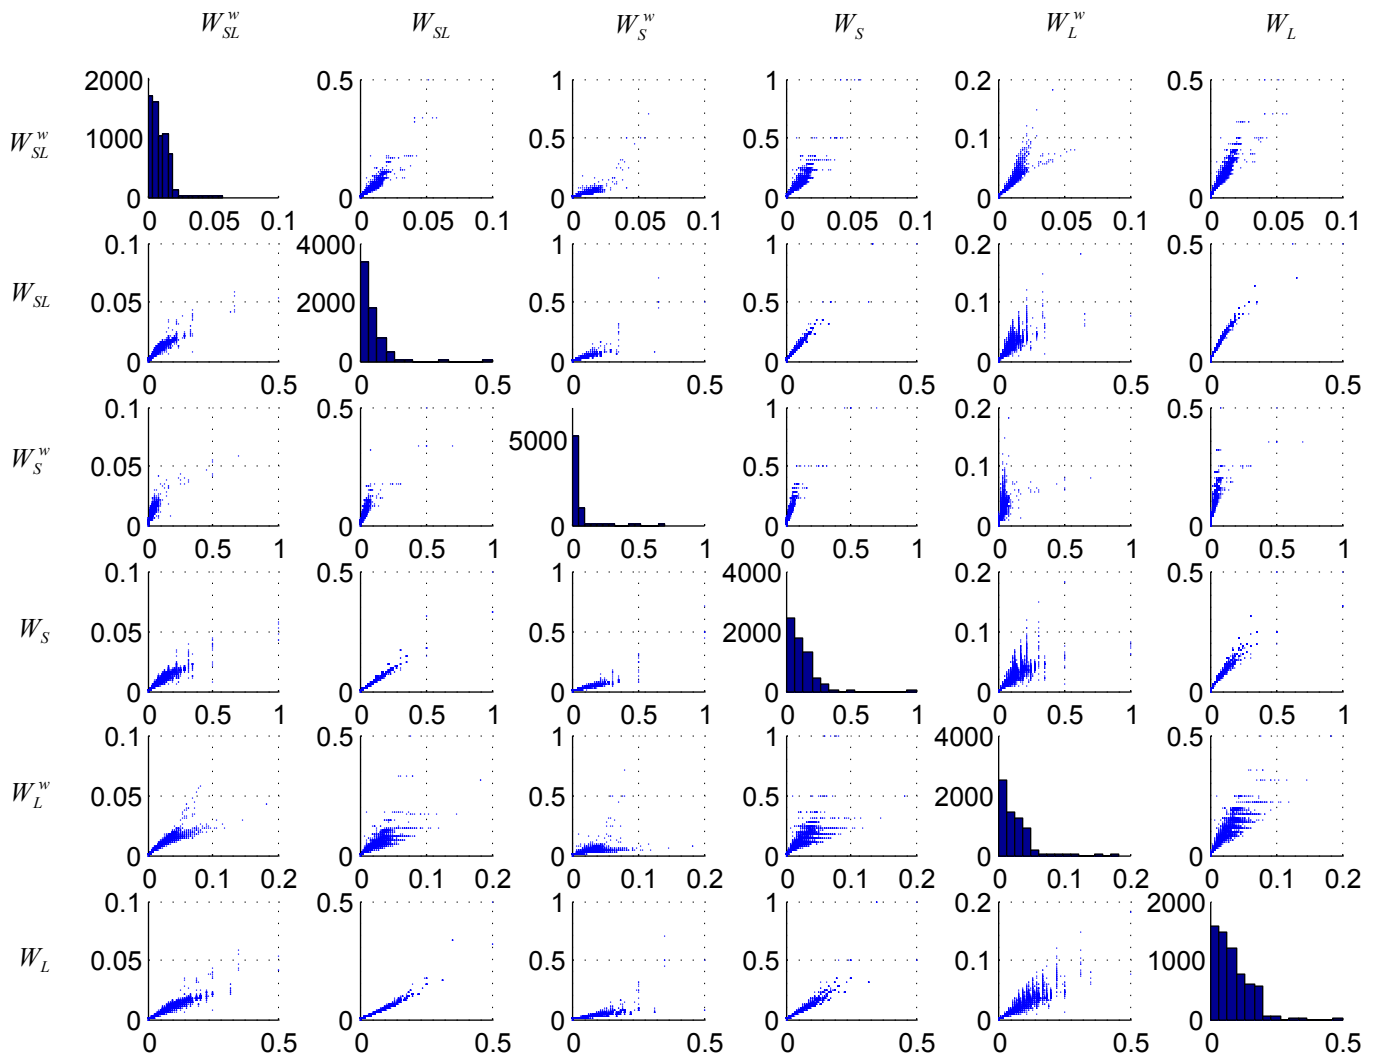 W_{SL}^w W_{SL} W_S^w W_S W_L^w W_L
2000 0.5 1 1 0.2 0.5
W_{SL}^w 1000 0.5 0.5 0.1
0 0 0 0 0 0
0 0.05 0.1 0 0.05 0.1 0 0.05 0.1 0 0.05 0.1 0 0.05 0.1 0 0.05 0.1
0.1 4000 1 1 0.2 0.5
W_{SL} 0.05 2000 0.5 0.5 0.1
0 0 0 0 0 0
0 0.5 0 0.5 0 0.5 0 0.5 0 0.5 0 0.5
0.1 0.5 1 0.2 0.5
W_S^w 0.05 5000 0.5 0.1
0 0 0 0 0 0
0 0.5 1 0 0.5 1 0 1 0 0.5 1 0 0.5 1 0 0.5 1
0.1 0.5 1 4000 0.2 0.5
W_S 0.05 0.5 2000 0.1
0 0 0 0 0 0
0 0.5 1 0 0.5 1 0 0.5 1 0 0.5 1 0 0.5 1 0 0.5 1
0.1 0.5 1 1 4000 0.5
W_L^w 0.05 0.5 0.5 2000
0 0 0 0 0 0
0 0.1 0.2 0 0.1 0.2 0 0.1 0.2 0 0.1 0.2 0 0.1 0.2 0 0.1 0.2
0.1 0.5 1 1 0.2 2000
W_L 0.05 0.5 0.5 0.1 1000
0 0 0 0 0 0
0 0.5 0 0.5 0 0.5 0 0.5 0 0.5 0 0.5